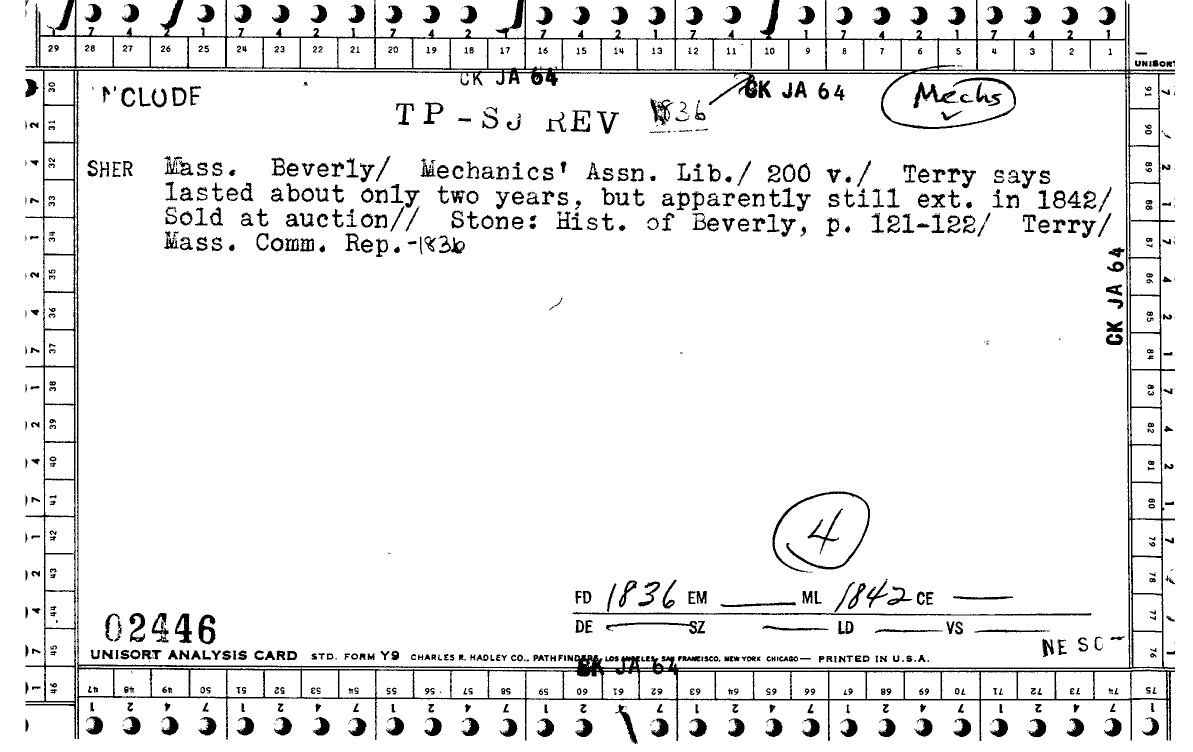 29 28 27 26 25 24 23 22 21 20 19 18 17 16 15 14 13 12 11 10 9 8 7 6 5 4 3 2 1
UNISORT
CK JA 64
CK JA 64
Mechs
NCLUDE
TP-SJ REV 1836
SHER Mass. Beverly/ Mechanics' Assn. Lib./ 200 v./ Terry says
lasted about only two years, but apparently still ext. in 1842/
Sold at auction// Stone: Hist. of Beverly, p. 121-122/ Terry/
Mass. Comm. Rep.-1836
CK JA 64
4
FD 1836 EM ML 1842 CE
DE SZ LD VS
02446
NE SC-
UNISORT ANALYSIS CARD STD. FORM Y9 CHARLES R. HADLEY CO., PATHFINDERS, LOS ANGELES, SAN FRANCISCO, NEW YORK CHICAGO— PRINTED IN U.S.A.
CK JA 64
47 48 49 50 51 52 53 54 55 56 57 58 59 60 61 62 63 64 65 66 67 68 69 70 71 72 73 74 75